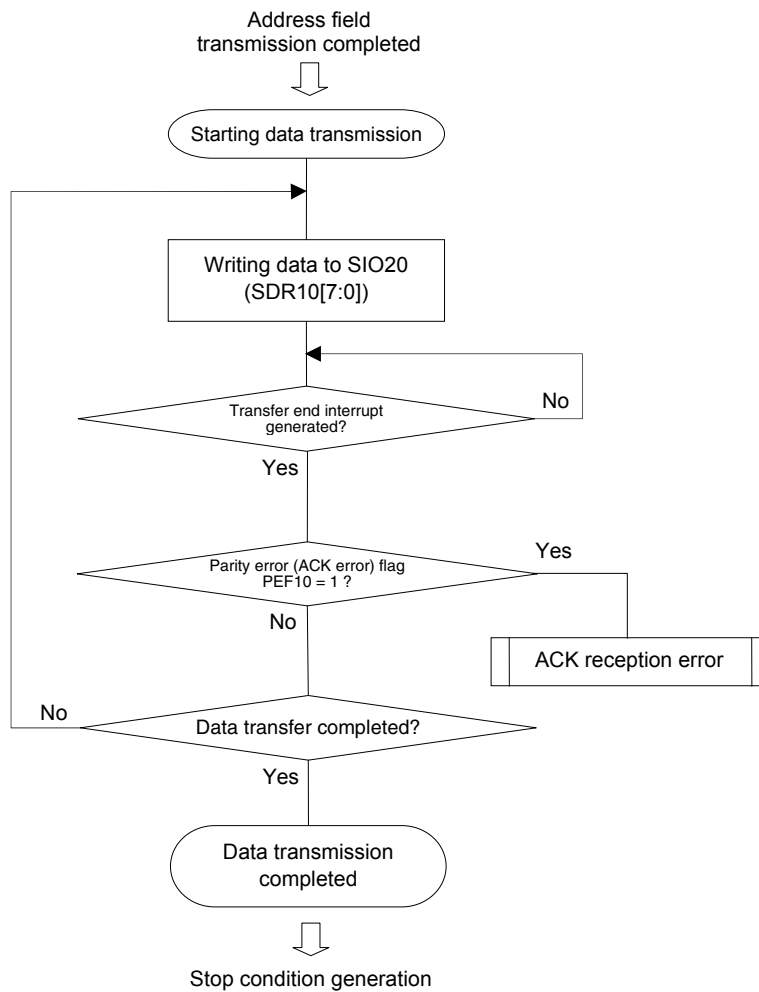 Address field
transmission completed
Starting data transmission
Writing data to SIO20
(SDR10[7:0])
Transfer end interrupt
generated?
No
Yes
Parity error (ACK error) flag
PEF10 = 1 ?
Yes
No
ACK reception error
No
Data transfer completed?
Yes
Data transmission
completed
Stop condition generation